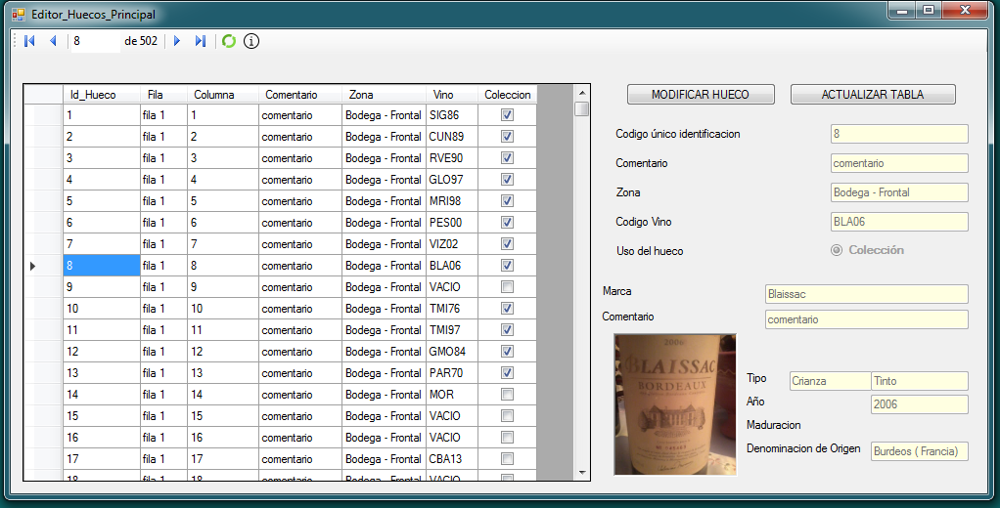 Editor_Huecos_Principal
8 de 502
Id_Hueco Fila Columna Comentario Zona Vino Coleccion
1 fila 1 1 comentario Bodega - Frontal SIG86
2 fila 1 2 comentario Bodega - Frontal CUN89
3 fila 1 3 comentario Bodega - Frontal RVE90
4 fila 1 4 comentario Bodega - Frontal GLO97
5 fila 1 5 comentario Bodega - Frontal MRI98
6 fila 1 6 comentario Bodega - Frontal PES00
7 fila 1 7 comentario Bodega - Frontal VIZ02
8 fila 1 8 comentario Bodega - Frontal BLA06
9 fila 1 9 comentario Bodega - Frontal VACIO
10 fila 1 10 comentario Bodega - Frontal TMI76
11 fila 1 11 comentario Bodega - Frontal TMI97
12 fila 1 12 comentario Bodega - Frontal GMO84
13 fila 1 13 comentario Bodega - Frontal PAR70
14 fila 1 14 comentario Bodega - Frontal MOR
15 fila 1 15 comentario Bodega - Frontal VACIO
16 fila 1 16 comentario Bodega - Frontal VACIO
17 fila 1 17 comentario Bodega - Frontal CBA13
18 fila 1 18 comentario Bodega - Frontal VACIO
MODIFICAR HUECO ACTUALIZAR TABLA
Codigo único identificacion 8
Comentario comentario
Zona Bodega - Frontal
Codigo Vino BLA06
Uso del hueco Colección
Marca Blaissac
Comentario comentario
2006
BLAISSAC
BORDEAUX
Tipo Crianza Tinto
Año 2006
Maduracion
Denominacion de Origen Burdeos ( Francia)